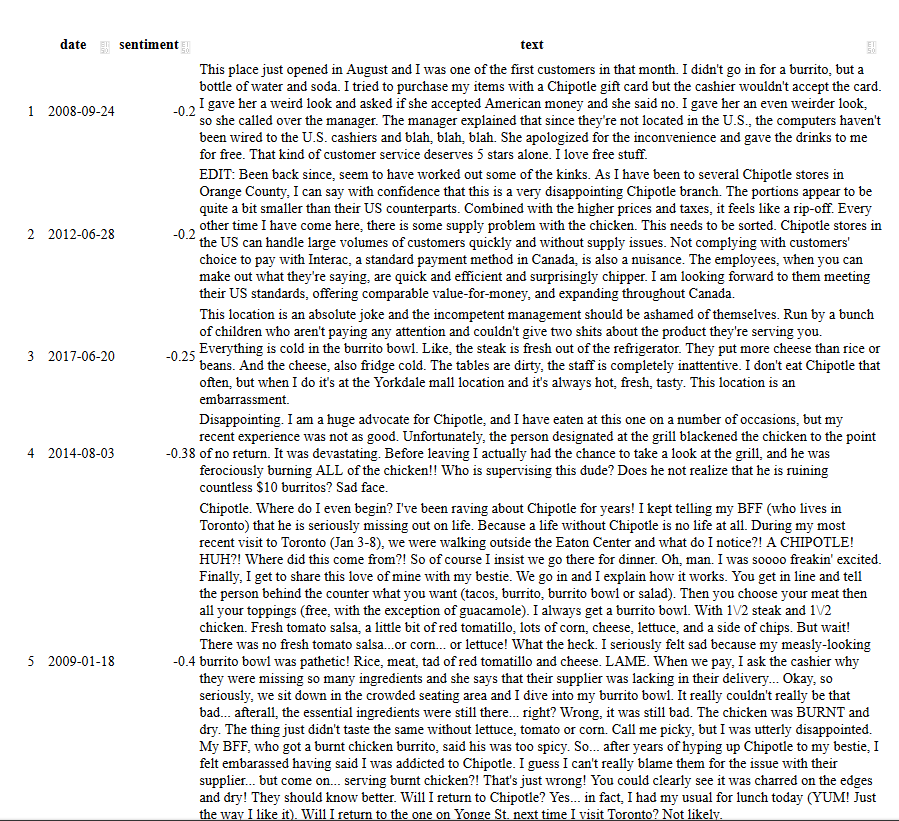 date sentiment text
This place just opened in August and I was one of the first customers in that month. I didn't go in for a burrito, but a
bottle of water and soda. I tried to purchase my items with a Chipotle gift card but the cashier wouldn't accept the card.
1 2008-09-24 -0.2 I gave her a weird look and asked if she accepted American money and she said no. I gave her an even weirder look,
so she called over the manager. The manager explained that since they're not located in the U.S., the computers haven't
been wired to the U.S. cashiers and blah, blah, blah. She apologized for the inconvenience and gave the drinks to me
for free. That kind of customer service deserves 5 stars alone. I love free stuff.
EDIT: Been back since, seem to have worked out some of the kinks. As I have been to several Chipotle stores in
Orange County, I can say with confidence that this is a very disappointing Chipotle branch. The portions appear to be
quite a bit smaller than their US counterparts. Combined with the higher prices and taxes, it feels like a rip-off. Every
other time I have come here, there is some supply problem with the chicken. This needs to be sorted. Chipotle stores in
2 2012-06-28 -0.2 the US can handle large volumes of customers quickly and without supply issues. Not complying with customers'
choice to pay with Interac, a standard payment method in Canada, is also a nuisance. The employees, when you can
make out what they're saying, are quick and efficient and surprisingly chipper. I am looking forward to them meeting
their US standards, offering comparable value-for-money, and expanding throughout Canada.
This location is an absolute joke and the incompetent management should be ashamed of themselves. Run by a bunch
of children who aren't paying any attention and couldn't give two shits about the product they're serving you.
3 2017-06-20 -0.25 Everything is cold in the burrito bowl. Like, the steak is fresh out of the refrigerator. They put more cheese than rice or
beans. And the cheese, also fridge cold. The tables are dirty, the staff is completely inattentive. I don't eat Chipotle that
often, but when I do it's at the Yorkdale mall location and it's always hot, fresh, tasty. This location is an
embarrassment.
Disappointing. I am a huge advocate for Chipotle, and I have eaten at this one on a number of occasions, but my
recent experience was not as good. Unfortunately, the person designated at the grill blackened the chicken to the point
4 2014-08-03 -0.38 of no return. It was devastating. Before leaving I actually had the chance to take a look at the grill, and he was
ferociously burning ALL of the chicken!! Who is supervising this dude? Does he not realize that he is ruining
countless $10 burritos? Sad face.
Chipotle. Where do I even begin? I've been raving about Chipotle for years! I kept telling my BFF (who lives in
Toronto) that he is seriously missing out on life. Because a life without Chipotle is no life at all. During my most
recent visit to Toronto (Jan 3-8), we were walking outside the Eaton Center and what do I notice?! A CHIPOTLE!
HUH?! Where did this come from?! So of course I insist we go there for dinner. Oh, man. I was soooo freakin' excited.
Finally, I get to share this love of mine with my bestie. We go in and I explain how it works. You get in line and tell
the person behind the counter what you want (tacos, burrito, burrito bowl or salad). Then you choose your meat then
all your toppings (free, with the exception of guacamole). I always get a burrito bowl. With 1\/2 steak and 1\/2
chicken. Fresh tomato salsa, a little bit of red tomatillo, lots of corn, cheese, lettuce, and a side of chips. But wait!
There was no fresh tomato salsa...or corn... or lettuce! What the heck. I seriously felt sad because my measly-looking
5 2009-01-18 -0.4 burrito bowl was pathetic! Rice, meat, tad of red tomatillo and cheese. LAME. When we pay, I ask the cashier why
they were missing so many ingredients and she says that their supplier was lacking in their delivery... Okay, so
seriously, we sit down in the crowded seating area and I dive into my burrito bowl. It really couldn't really be that
bad... afterall, the essential ingredients were still there... right? Wrong, it was still bad. The chicken was BURNT and
dry. The thing just didn't taste the same without lettuce, tomato or corn. Call me picky, but I was utterly disappointed.
My BFF, who got a burnt chicken burrito, said his was too spicy. So... after years of hyping up Chipotle to my bestie, I
felt embarassed having said I was addicted to Chipotle. I guess I can't really blame them for the issue with their
supplier... but come on... serving burnt chicken?! That's just wrong! You could clearly see it was charred on the edges
and dry! They should know better. Will I return to Chipotle? Yes... in fact, I had my usual for lunch today (YUM! Just
the way I like it). Will I return to the one on Yonge St. next time I visit Toronto? Not likely.